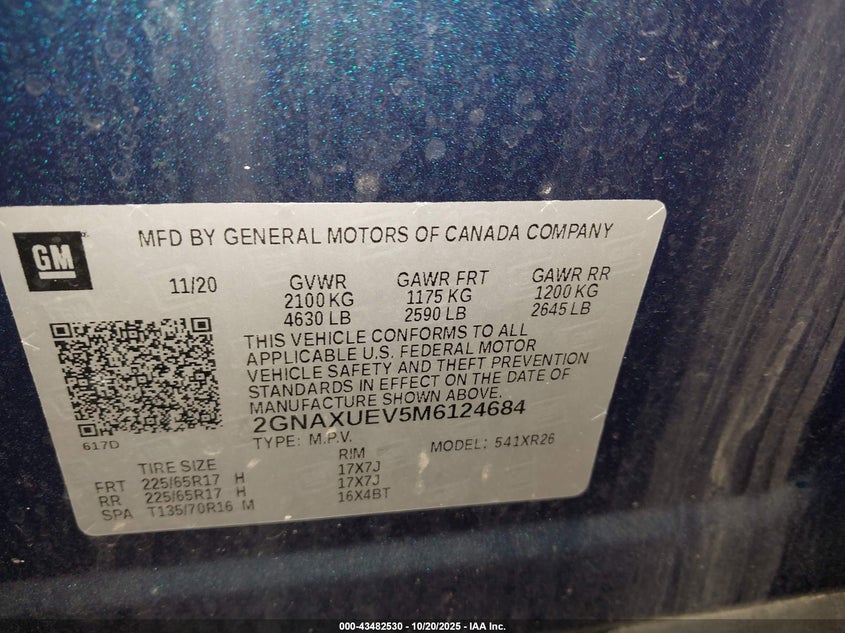 GM
MFD BY GENERAL MOTORS OF CANADA COMPANY
11/20 GVWR GAWR FRT GAWR RR
2100 KG 1175 KG 1200 KG
4630 LB 2590 LB 2645 LB
THIS VEHICLE CONFORMS TO ALL
APPLICABLE U.S. FEDERAL MOTOR
VEHICLE SAFETY AND THEFT PREVENTION
STANDARDS IN EFFECT ON THE DATE OF
MANUFACTURE SHOWN ABOVE.
2GNAXUEV5M6124684
617D TYPE: M.P.V. MODEL: 541XR26
TIRE SIZE RIM
FRT 225/65R17 H 17X7J
RR 225/65R17 H 17X7J
SPA T135/70R16 M 16X4BT
000-43482530 - 10/20/2025 - IAA Inc.